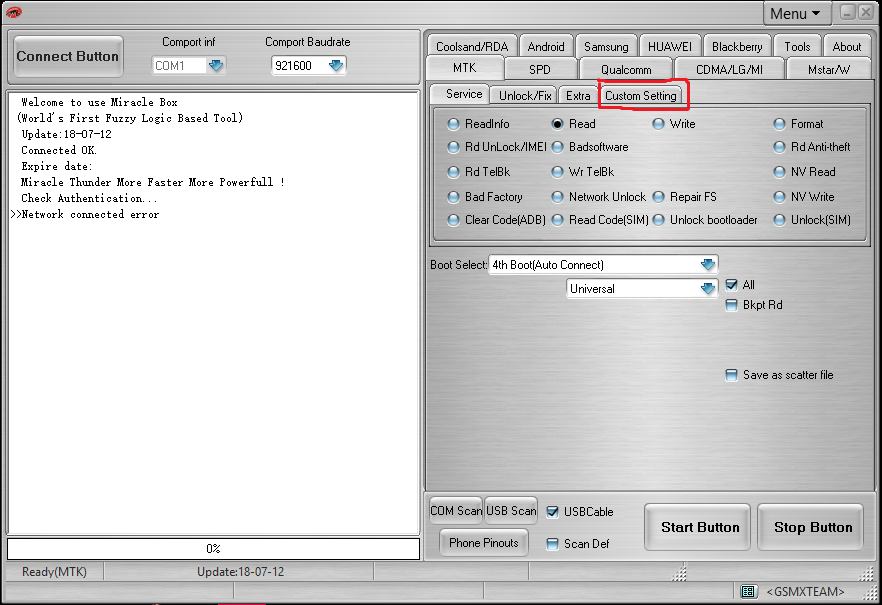 Menu
Connect Button
Comport inf
Comport Baudrate
COM1
921600
Welcome to use Miracle Box
(World's First Fuzzy Logic Based Tool)
Update:18-07-12
Connected OK.
Expire date:
Miracle Thunder More Faster More Powerfull !
Check Authentication...
>>Network connected error
0%
Coolsand/RDA
Android
Samsung
HUAWEI
Blackberry
Tools
About
MTK
SPD
Qualcomm
CDMA/LG/MI
Mstar/W
Service
Unlock/Fix
Extra
Custom Setting
ReadInfo
Read
Write
Format
Rd UnLock/IMEI
Badsoftware
Rd Anti-theft
Rd TelBk
Wr TelBk
NV Read
Bad Factory
Network Unlock
Repair FS
NV Write
Clear Code(ADB)
Read Code(SIM)
Unlock bootloader
Unlock(SIM)
Boot Select:
4th Boot(Auto Connect)
Universal
All
Bkpt Rd
Save as scatter file
COM Scan
USB Scan
USBCable
Phone Pinouts
Scan Def
Start Button
Stop Button
Ready(MTK)
Update:18-07-12
<GSMXTEAM>